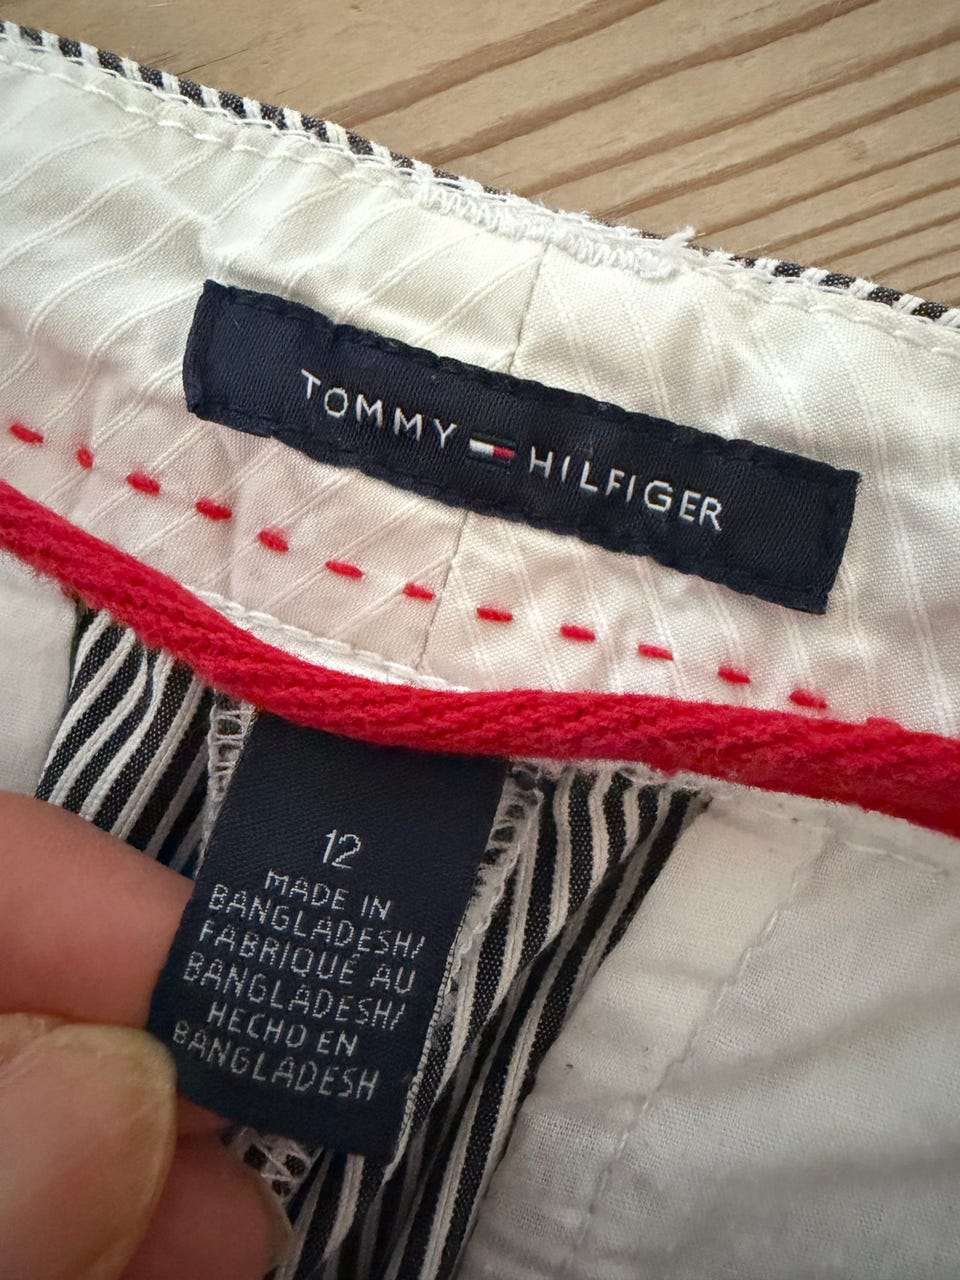 TOMMY HILFIGER
12
MADE IN
BANGLADESH/
FABRIQUÉ AU
BANGLADESH/
HECHO EN
BANGLADESH